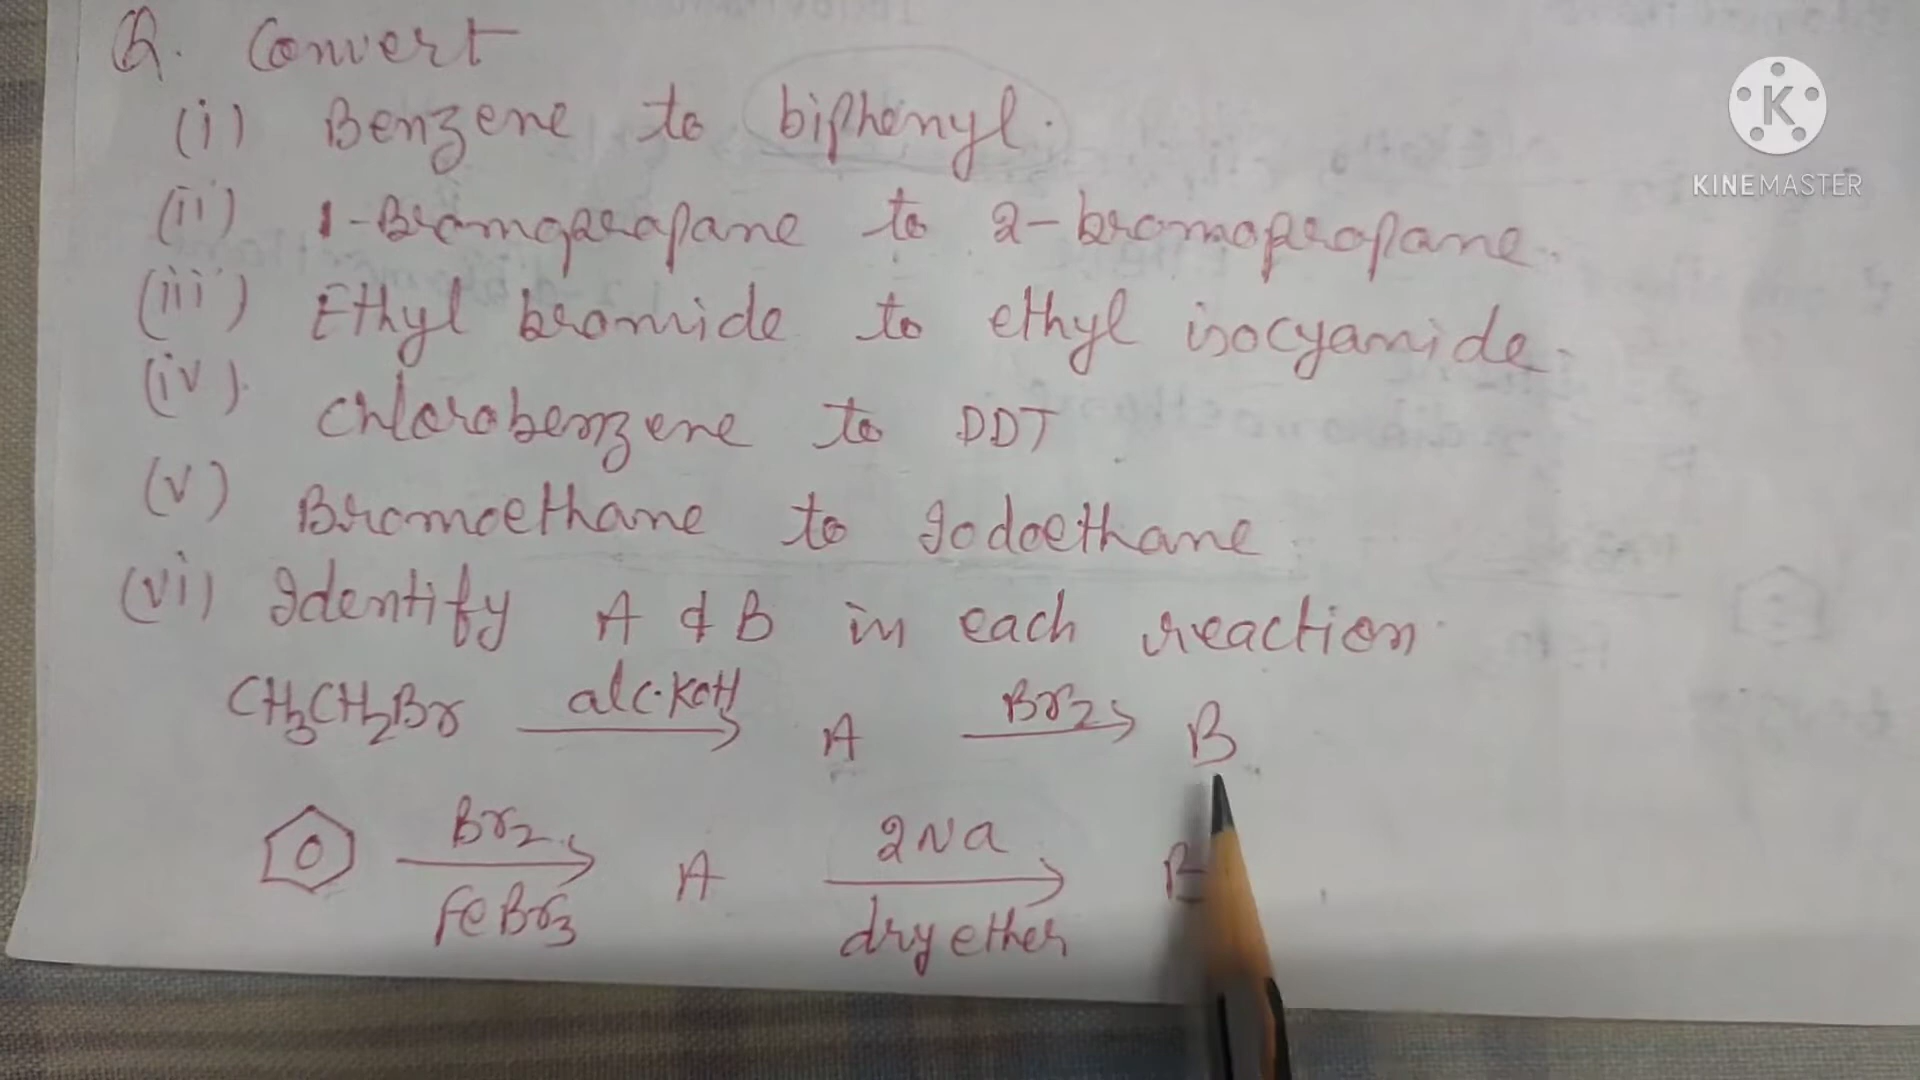 Q. Convert
(i) Benzene to biphenyl.
(ii) 1-Bromopropane to 2-bromopropane.
(iii) Ethyl bromide to ethyl isocyanide.
(iv) Chlorobenzene to DDT
(v) Bromoethane to Iodoethane
(vi) Identify A & B in each reaction.
CH3CH2Br alc.KOH A Br2 B
Br2 FeBr3 A 2Na dry ether B
K
KINEMASTER